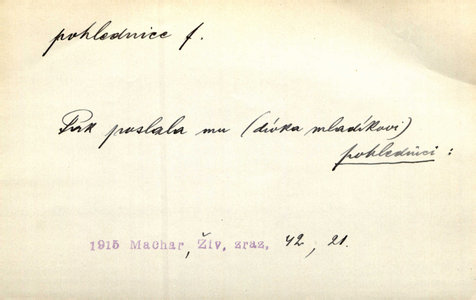 pohlednice f.
Pak poslala mu (dívka mladíkovi)
pohlednici :
1915 Machar, Živ. zraz. 42, 21.